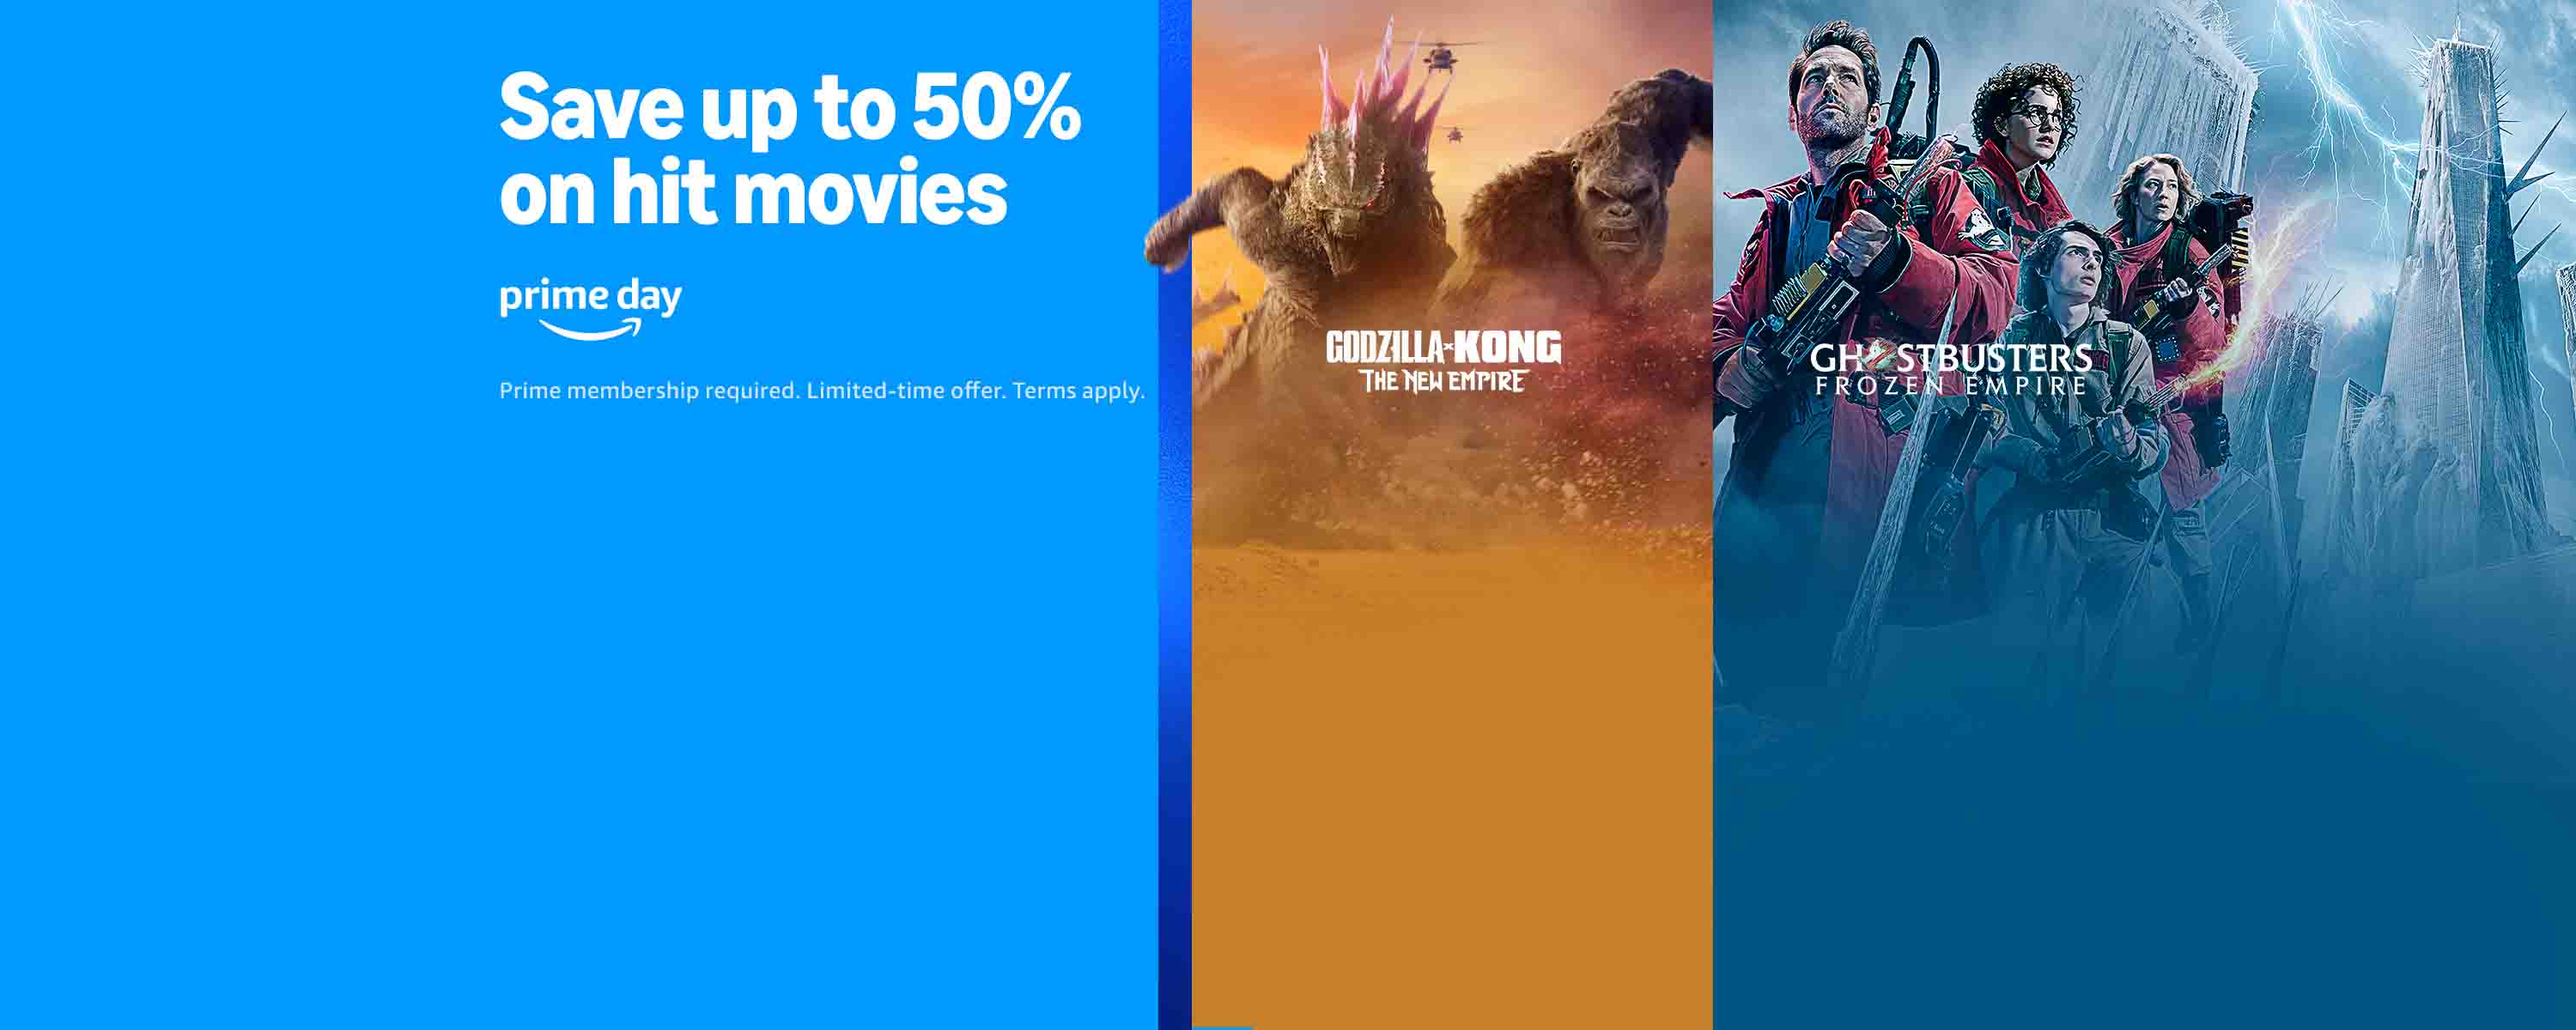 Save up to 50%
on hit movies
prime day
Prime membership required. Limited-time offer. Terms apply.
GODZILLA x KONG
THE NEW EMPIRE
GHOSTBUSTERS
FROZEN EMPIRE